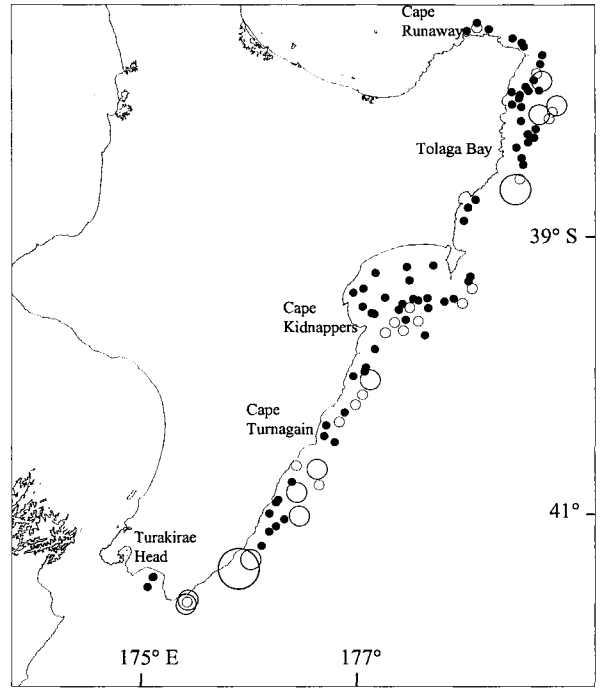 Cape
Runaway
Tolaga Bay
39° S
Cape
Kidnappers
Cape
Turnagain
41°
Turakirae
Head
175° E
177°